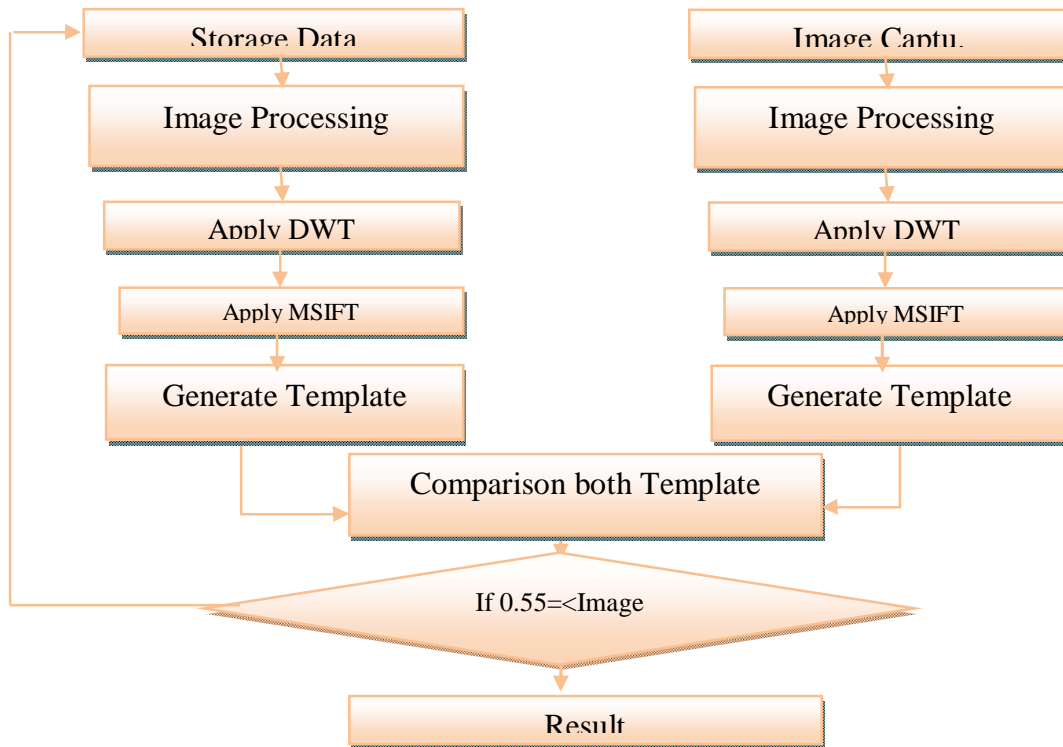 Storage Data
Image Processing
Apply DWT
Apply MSIFT
Generate Template
Image Captu.
Image Processing
Apply DWT
Apply MSIFT
Generate Template
Comparison both Template
If 0.55=<Image
Result